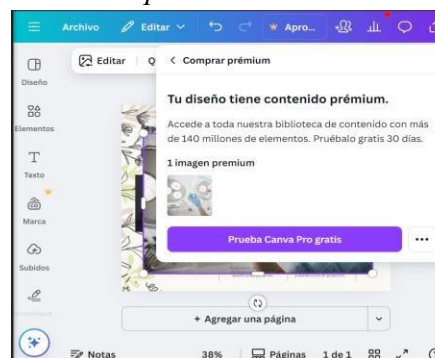 Archivo Editar Apro...
Diseño
Elementos
Texto
Marca
Subidos
Editar
< Comprar prémium
Tu diseño tiene contenido prémium.
Accede a toda nuestra biblioteca de contenido con más
de 140 millones de elementos. Pruébalo gratis 30 días.
1 imagen premium
Prueba Canva Pro gratis
+ Agregar una página
Notas 38% Páginas 1 de 1